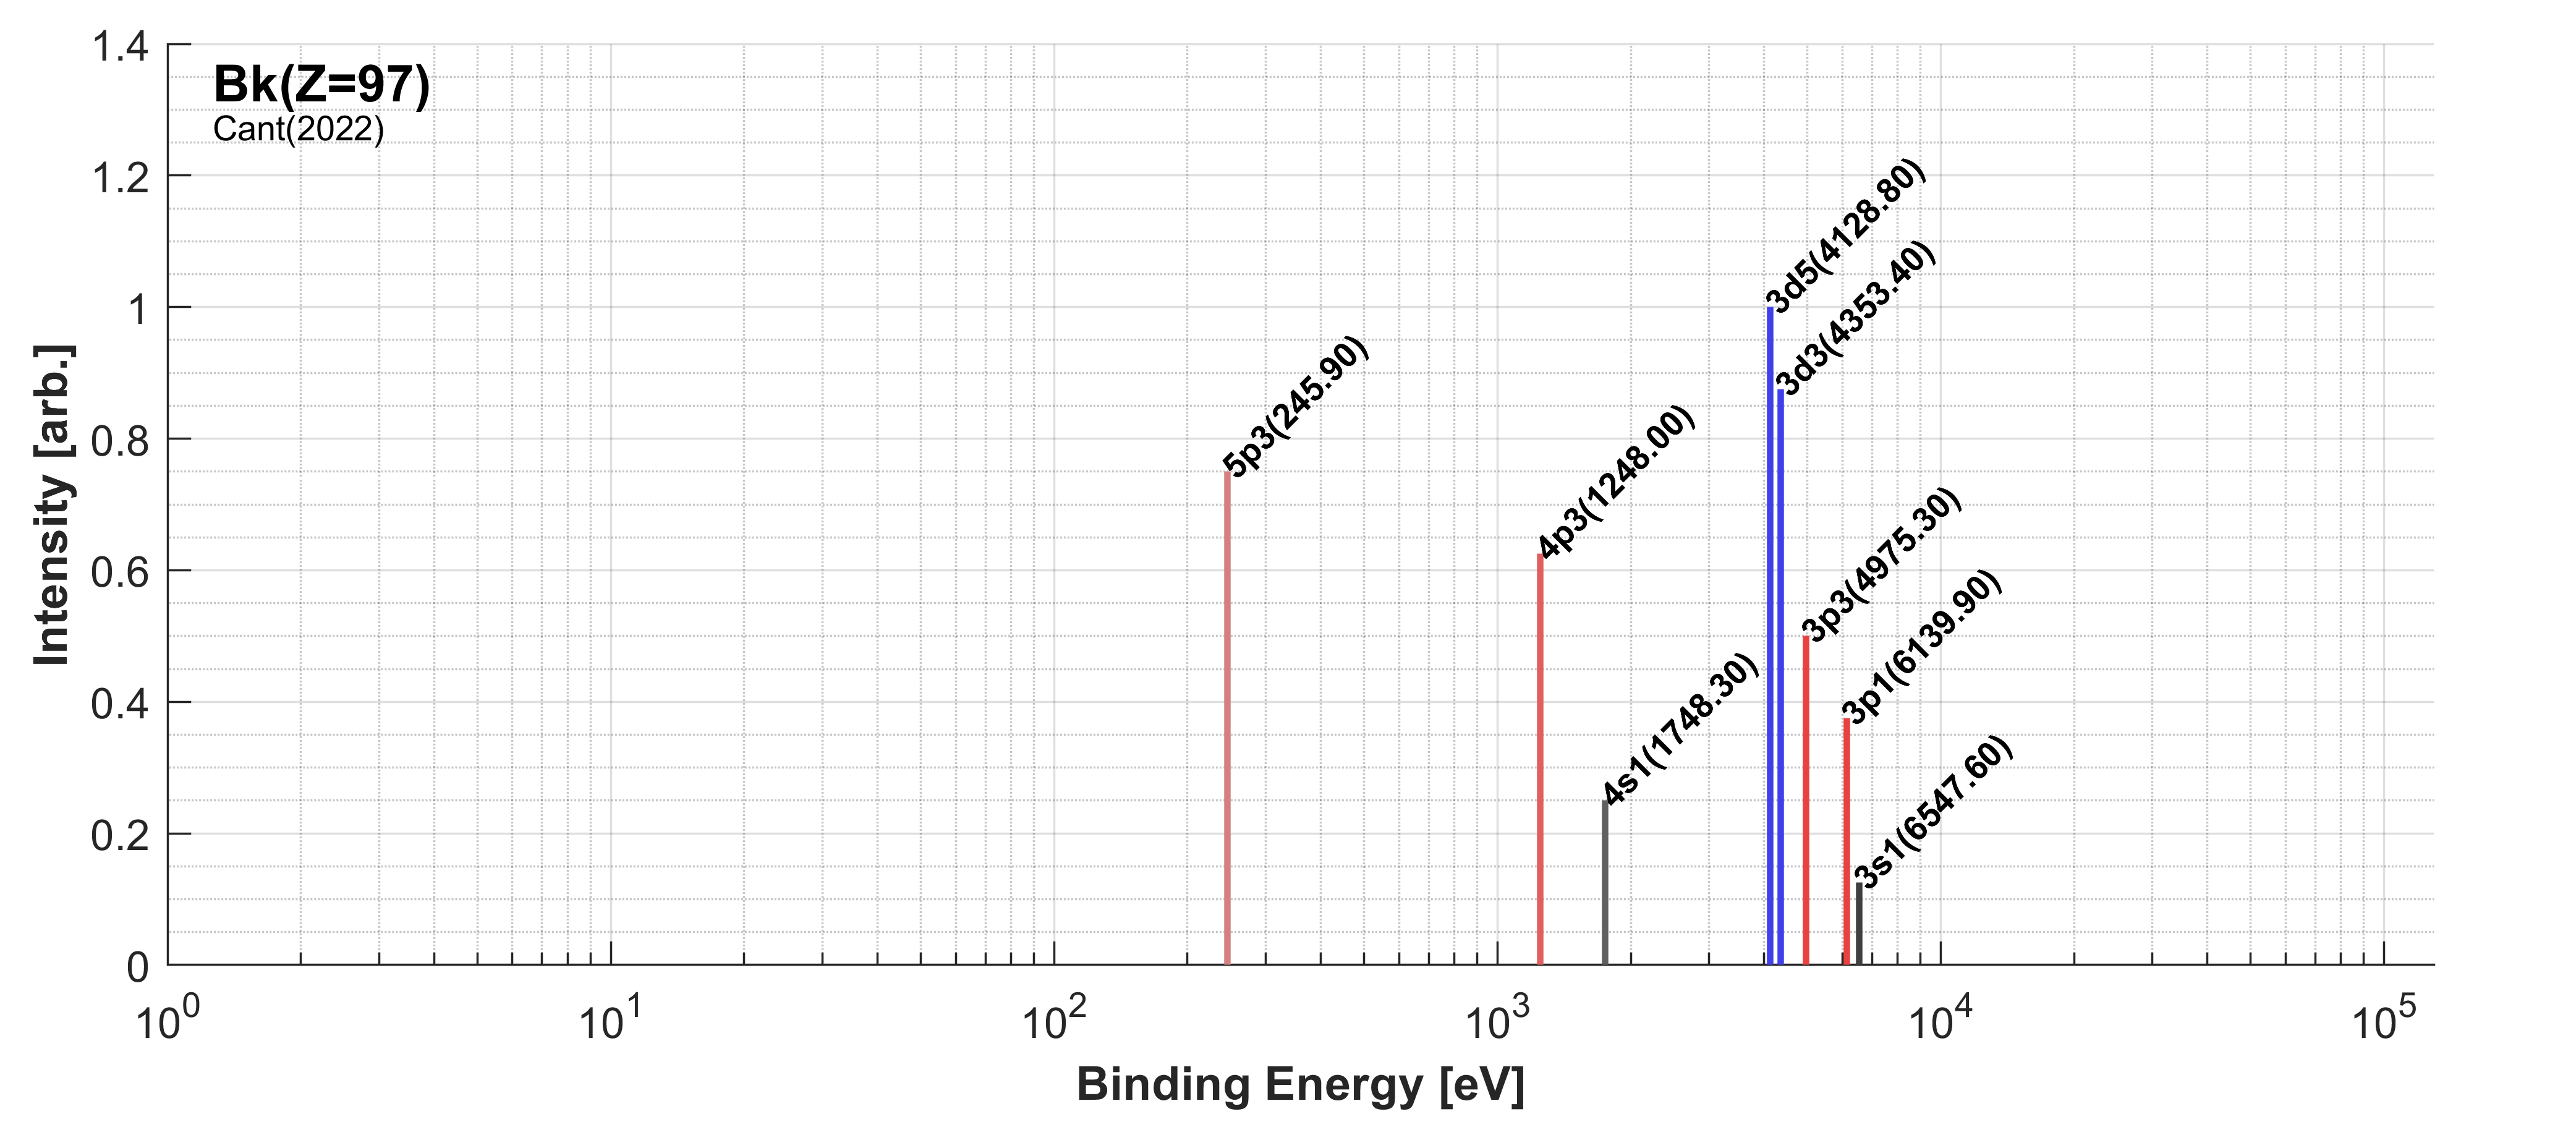 Bk(Z=97)
Cant(2022)
Intensity [arb.]
1.4
1.2
1
0.8
0.6
0.4
0.2
0
5p3(245.90)
4p3(1248.00)
4s1(1748.30)
3d5(4128.80)
3d3(4353.40)
3p3(4975.30)
3p1(6139.90)
3s1(6547.60)
10^0 10^1 10^2 10^3 10^4 10^5
Binding Energy [eV]